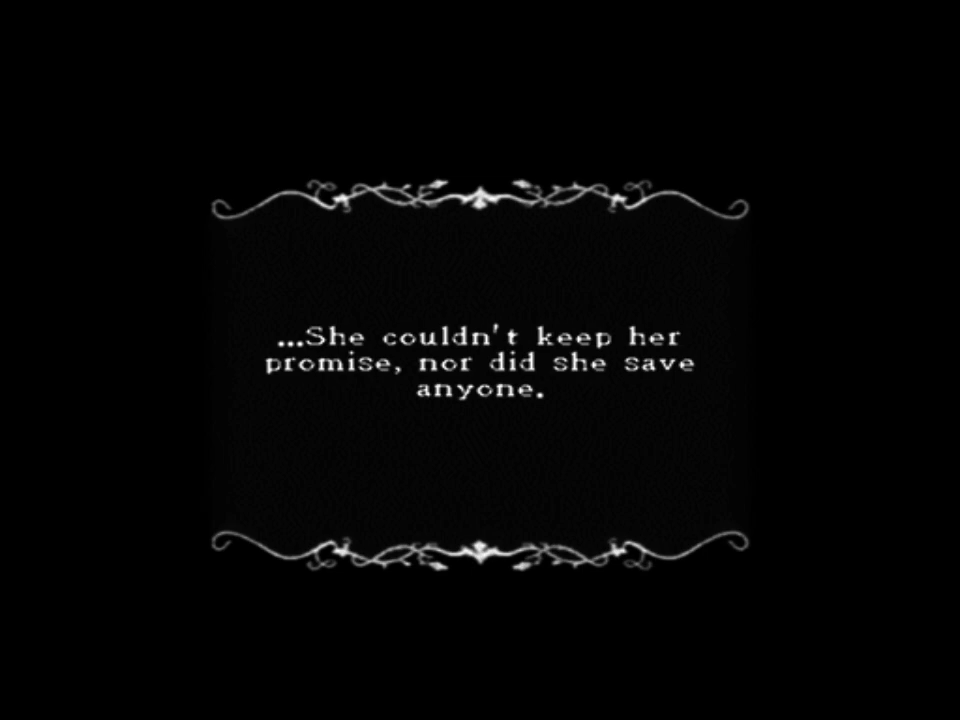 ...She couldn't keep her
promise, nor did she save
anyone.